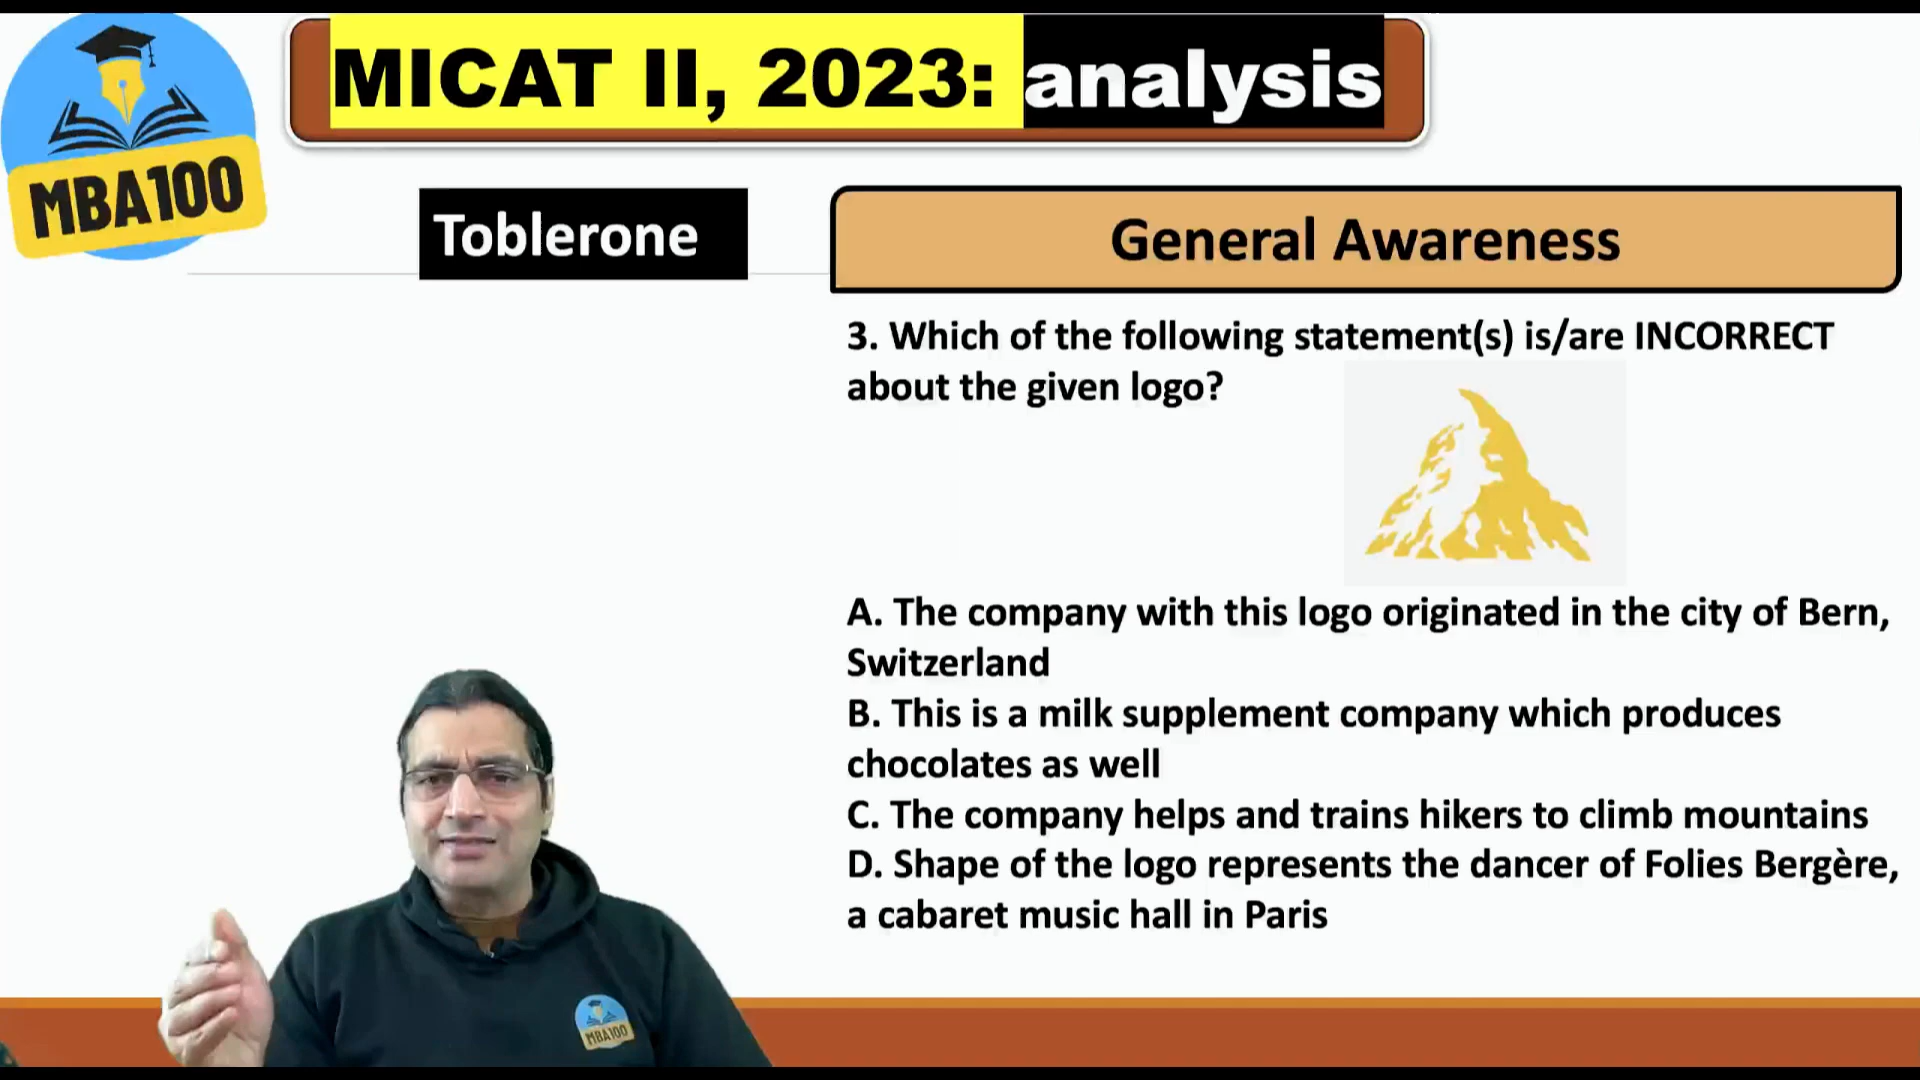 MICAT II, 2023: analysis
MBA100
Toblerone
General Awareness
3. Which of the following statement(s) is/are INCORRECT
about the given logo?
A. The company with this logo originated in the city of Bern,
Switzerland
B. This is a milk supplement company which produces
chocolates as well
C. The company helps and trains hikers to climb mountains
D. Shape of the logo represents the dancer of Folies Bergère,
a cabaret music hall in Paris
MBA100